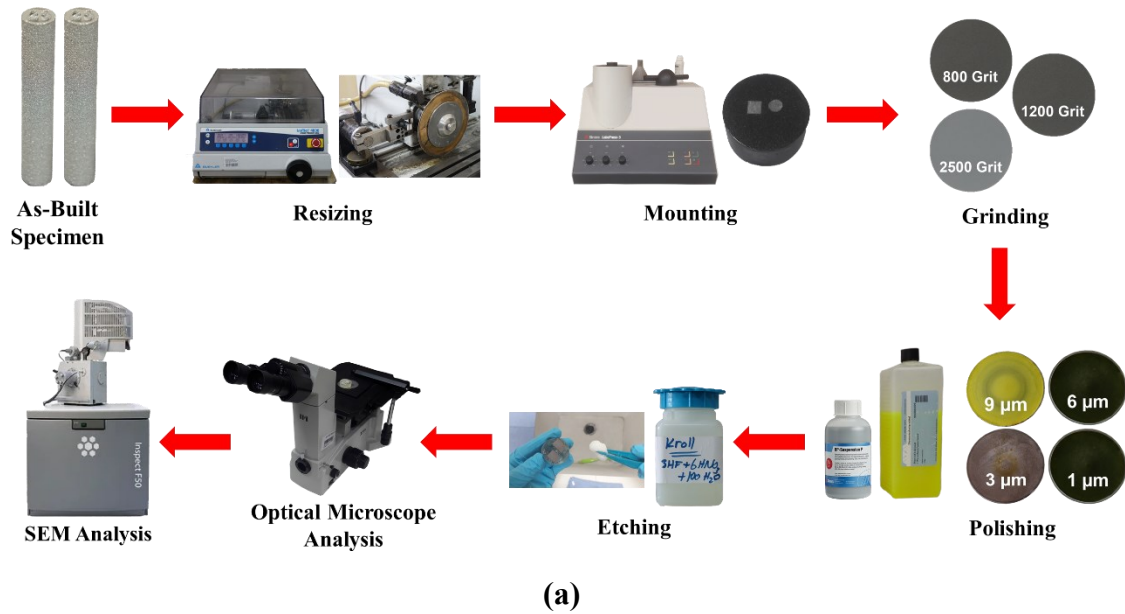 As-Built
Specimen
Resizing
Mounting
800 Grit
1200 Grit
2500 Grit
Grinding
SEM Analysis
Inspect F50
Optical Microscope
Analysis
Etching
Kroll
3HF+6HNO3
+100 H2O
9 μm
6 μm
3 μm
1 μm
Polishing
(a)